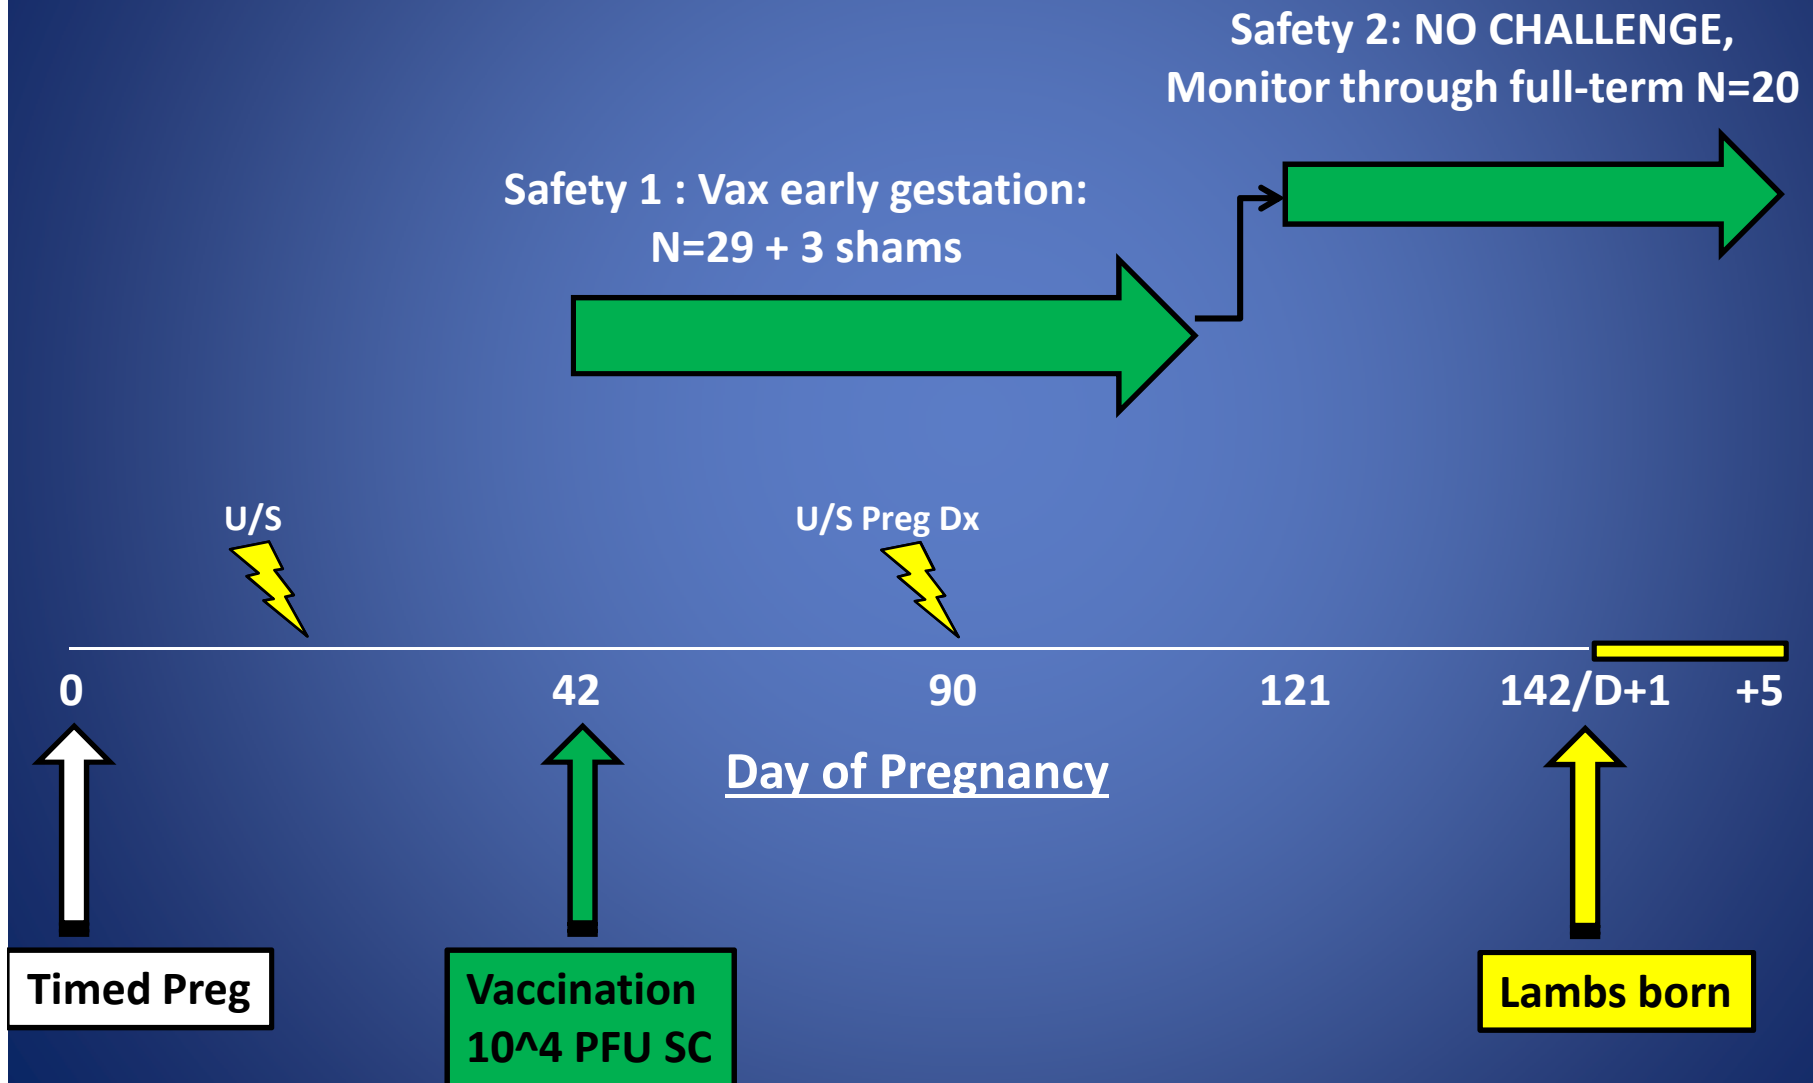 Safety 2: NO CHALLENGE,
Monitor through full-term N=20
Safety 1 : Vax early gestation:
N=29 + 3 shams
U/S
U/S Preg Dx
0
42
90
121
142/D+1
+5
Day of Pregnancy
Timed Preg
Vaccination
10^4 PFU SC
Lambs born